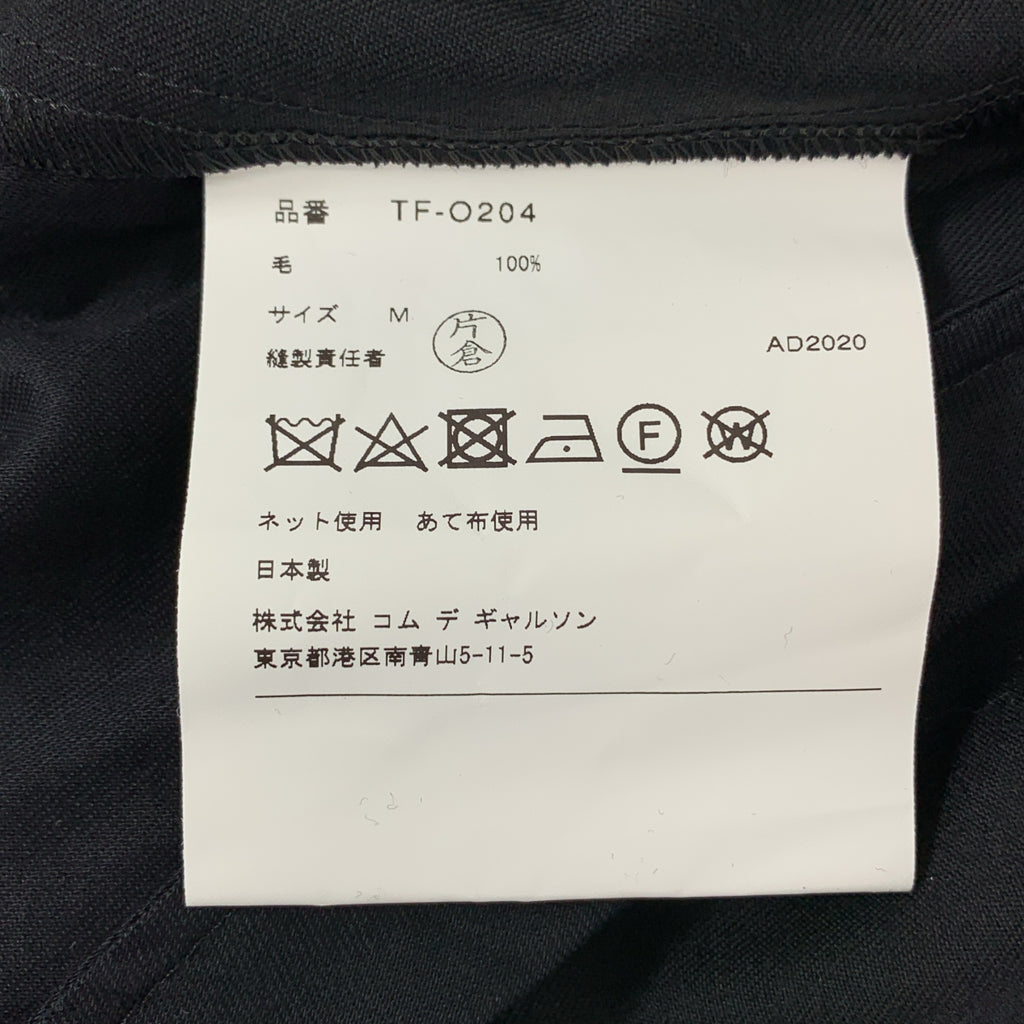 品番 TF-O204
毛 100%
サイズ M
片倉
縫製責任者
AD2020
F
W
ネット使用 あて布使用
日本製
株式会社 コム デ ギャルソン
東京都港区南青山5-11-5